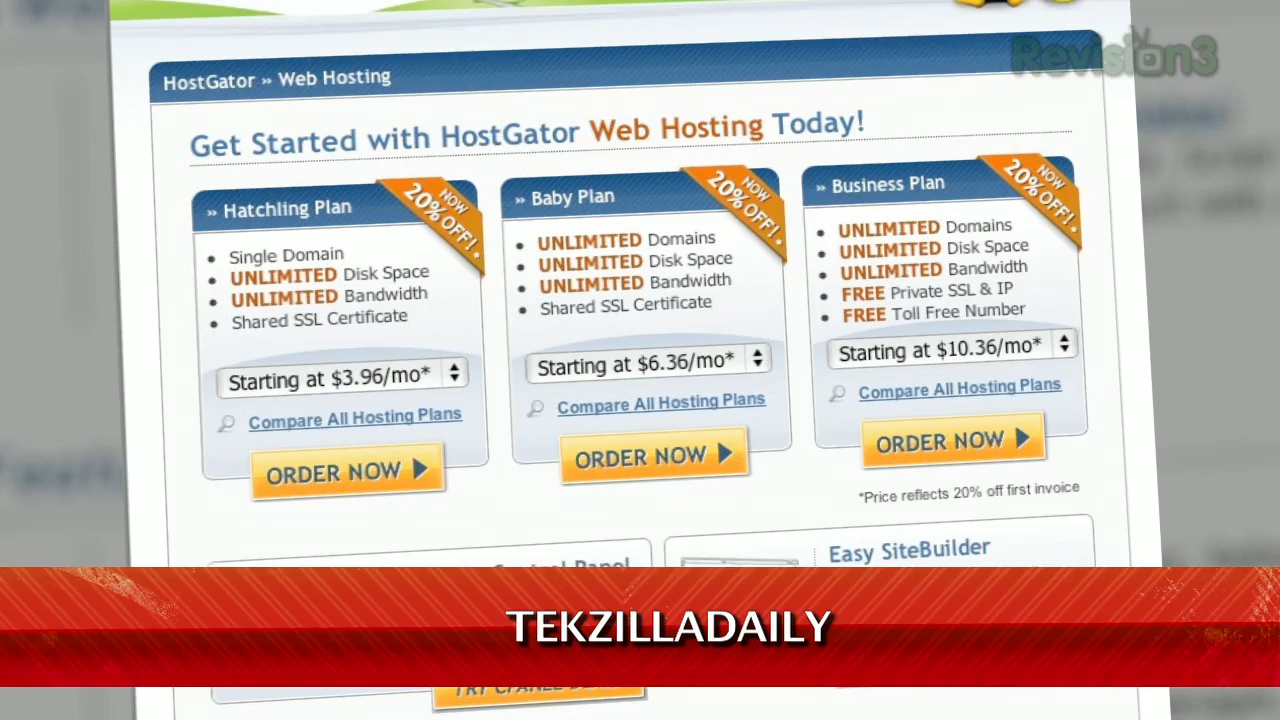 Revision3
HostGator » Web Hosting
Get Started with HostGator Web Hosting Today!
» Hatchling Plan
NOW
20% OFF!*
Single Domain
UNLIMITED Disk Space
UNLIMITED Bandwidth
Shared SSL Certificate
Starting at $3.96/mo*
Compare All Hosting Plans
ORDER NOW
» Baby Plan
NOW
20% OFF!*
UNLIMITED Domains
UNLIMITED Disk Space
UNLIMITED Bandwidth
Shared SSL Certificate
Starting at $6.36/mo*
Compare All Hosting Plans
ORDER NOW
» Business Plan
NOW
20% OFF!*
UNLIMITED Domains
UNLIMITED Disk Space
UNLIMITED Bandwidth
FREE Private SSL & IP
FREE Toll Free Number
Starting at $10.36/mo*
Compare All Hosting Plans
ORDER NOW
*Price reflects 20% off first invoice
Easy SiteBuilder
TEKZILLADAILY